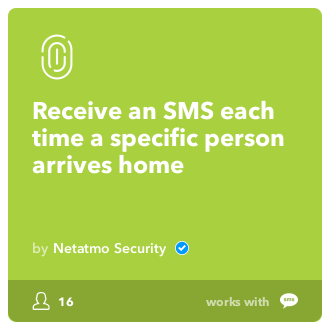 Receive an SMS each
time a specific person
arrives home
by Netatmo Security
16
works with
SMS